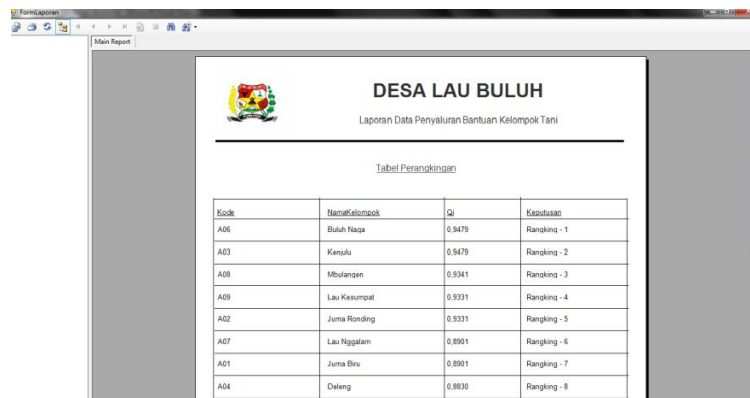 FormLaporan
Main Report
DESA LAU BULUH
Laporan Data Penyaluran Bantuan Kelompok Tani
Tabel Perangkingan
Kode NamaKelompok Qi Keputusan
A06 Buluh Naga 0,9479 Rangking - 1
A03 Kenjulu 0,9479 Rangking - 2
A08 Mbulangen 0,9341 Rangking - 3
A09 Lau Kesumpat 0,9331 Rangking - 4
A02 Juma Ronding 0,9331 Rangking - 5
A07 Lau Nggalam 0,8901 Rangking - 6
A01 Juma Biru 0,8901 Rangking - 7
A04 Deleng 0,8830 Rangking - 8